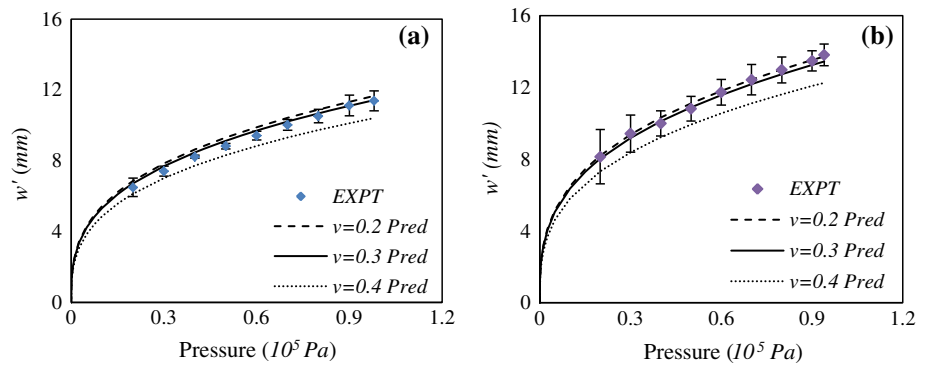 (a)
16
12
8
4
0
w' (mm)
EXPT
v=0.2 Pred
v=0.3 Pred
v=0.4 Pred
0 0.3 0.6 0.9 1.2
Pressure (10⁵ Pa)
(b)
16
12
8
4
0
w' (mm)
EXPT
v=0.2 Pred
v=0.3 Pred
v=0.4 Pred
0 0.3 0.6 0.9 1.2
Pressure (10⁵ Pa)